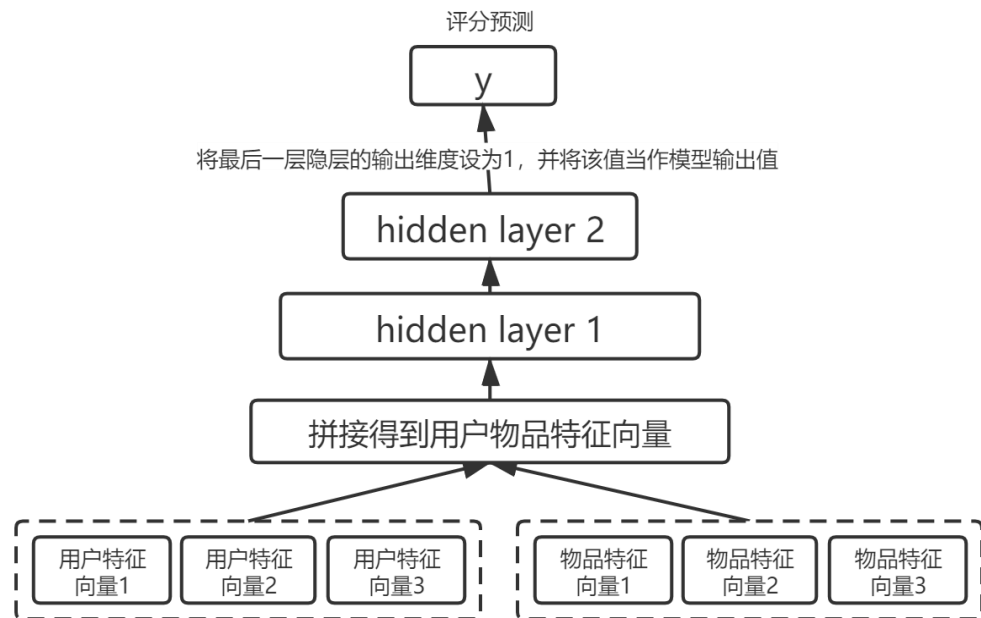 评分预测
y
将最后一层隐层的输出维度设为1，并将该值当作模型输出值
hidden layer 2
hidden layer 1
拼接得到用户物品特征向量
用户特征
向量1
用户特征
向量2
用户特征
向量3
物品特征
向量1
物品特征
向量2
物品特征
向量3